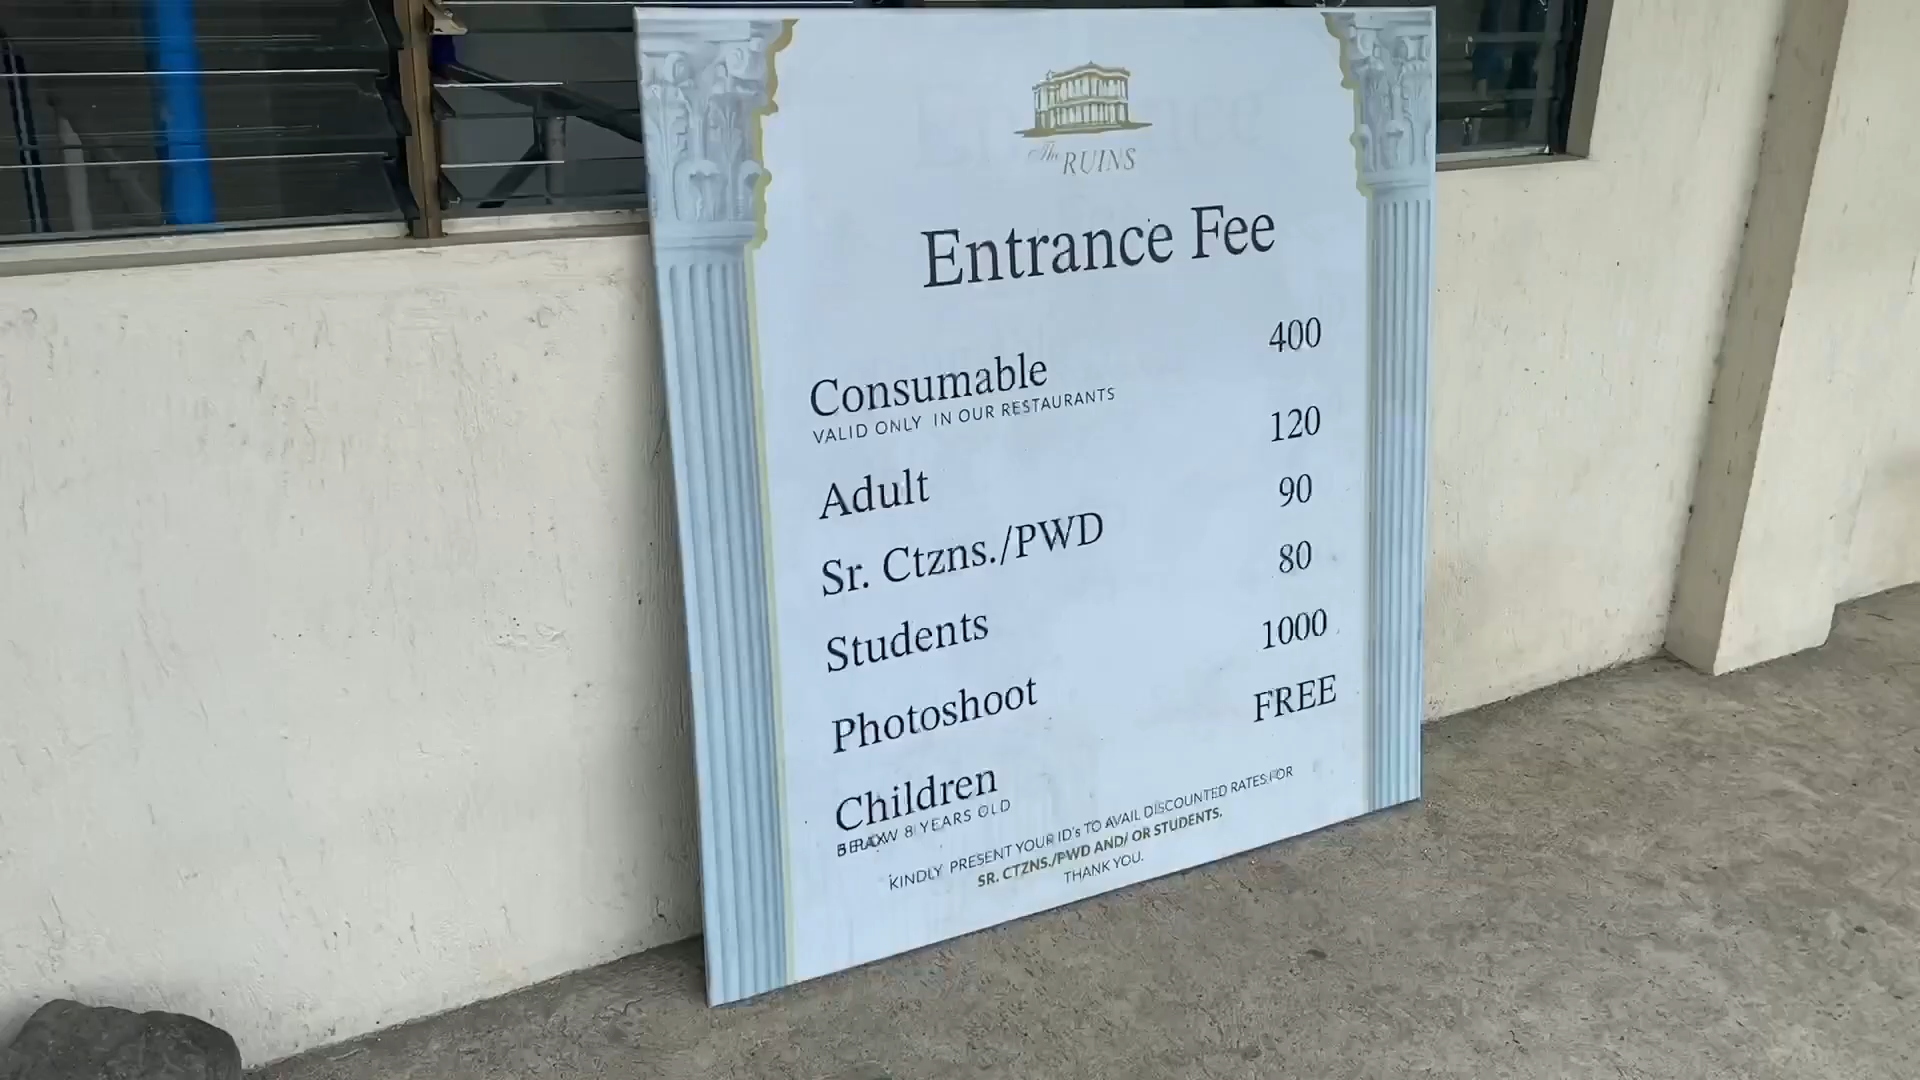 The RUINS
Entrance Fee
Consumable 400
VALID ONLY IN OUR RESTAURANTS
Adult 120
Sr. Ctzns./PWD 90
Students 80
Photoshoot 1000
Children FREE
8 YEARS OLD
KINDLY PRESENT YOUR ID's TO AVAIL DISCOUNTED RATES FOR
SR. CTZNS./PWD AND/ OR STUDENTS.
THANK YOU.